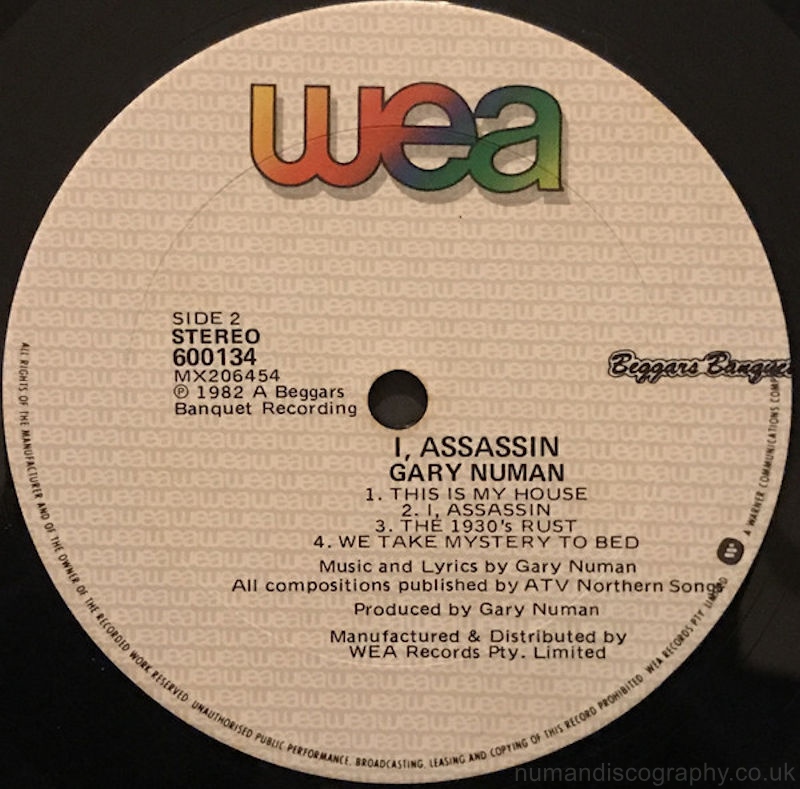 wea
SIDE 2
STEREO
600134
MX206454
℗ 1982 A Beggars
Banquet Recording
Beggars Banquet
I, ASSASSIN
GARY NUMAN
1. THIS IS MY HOUSE
2. I, ASSASSIN
3. THE 1930's RUST
4. WE TAKE MYSTERY TO BED
Music and Lyrics by Gary Numan
All compositions published by ATV Northern Songs
Produced by Gary Numan
Manufactured & Distributed by
WEA Records Pty. Limited
ALL RIGHTS OF THE MANUFACTURER AND OF THE OWNER OF THE RECORDED WORK RESERVED. UNAUTHORISED PUBLIC PERFORMANCE, BROADCASTING, LEASING AND COPYING OF THIS RECORD PROHIBITED. WEA RECORDS PTY. LIMITED
A WARNER COMMUNICATIONS COMP
numandiscography.co.uk